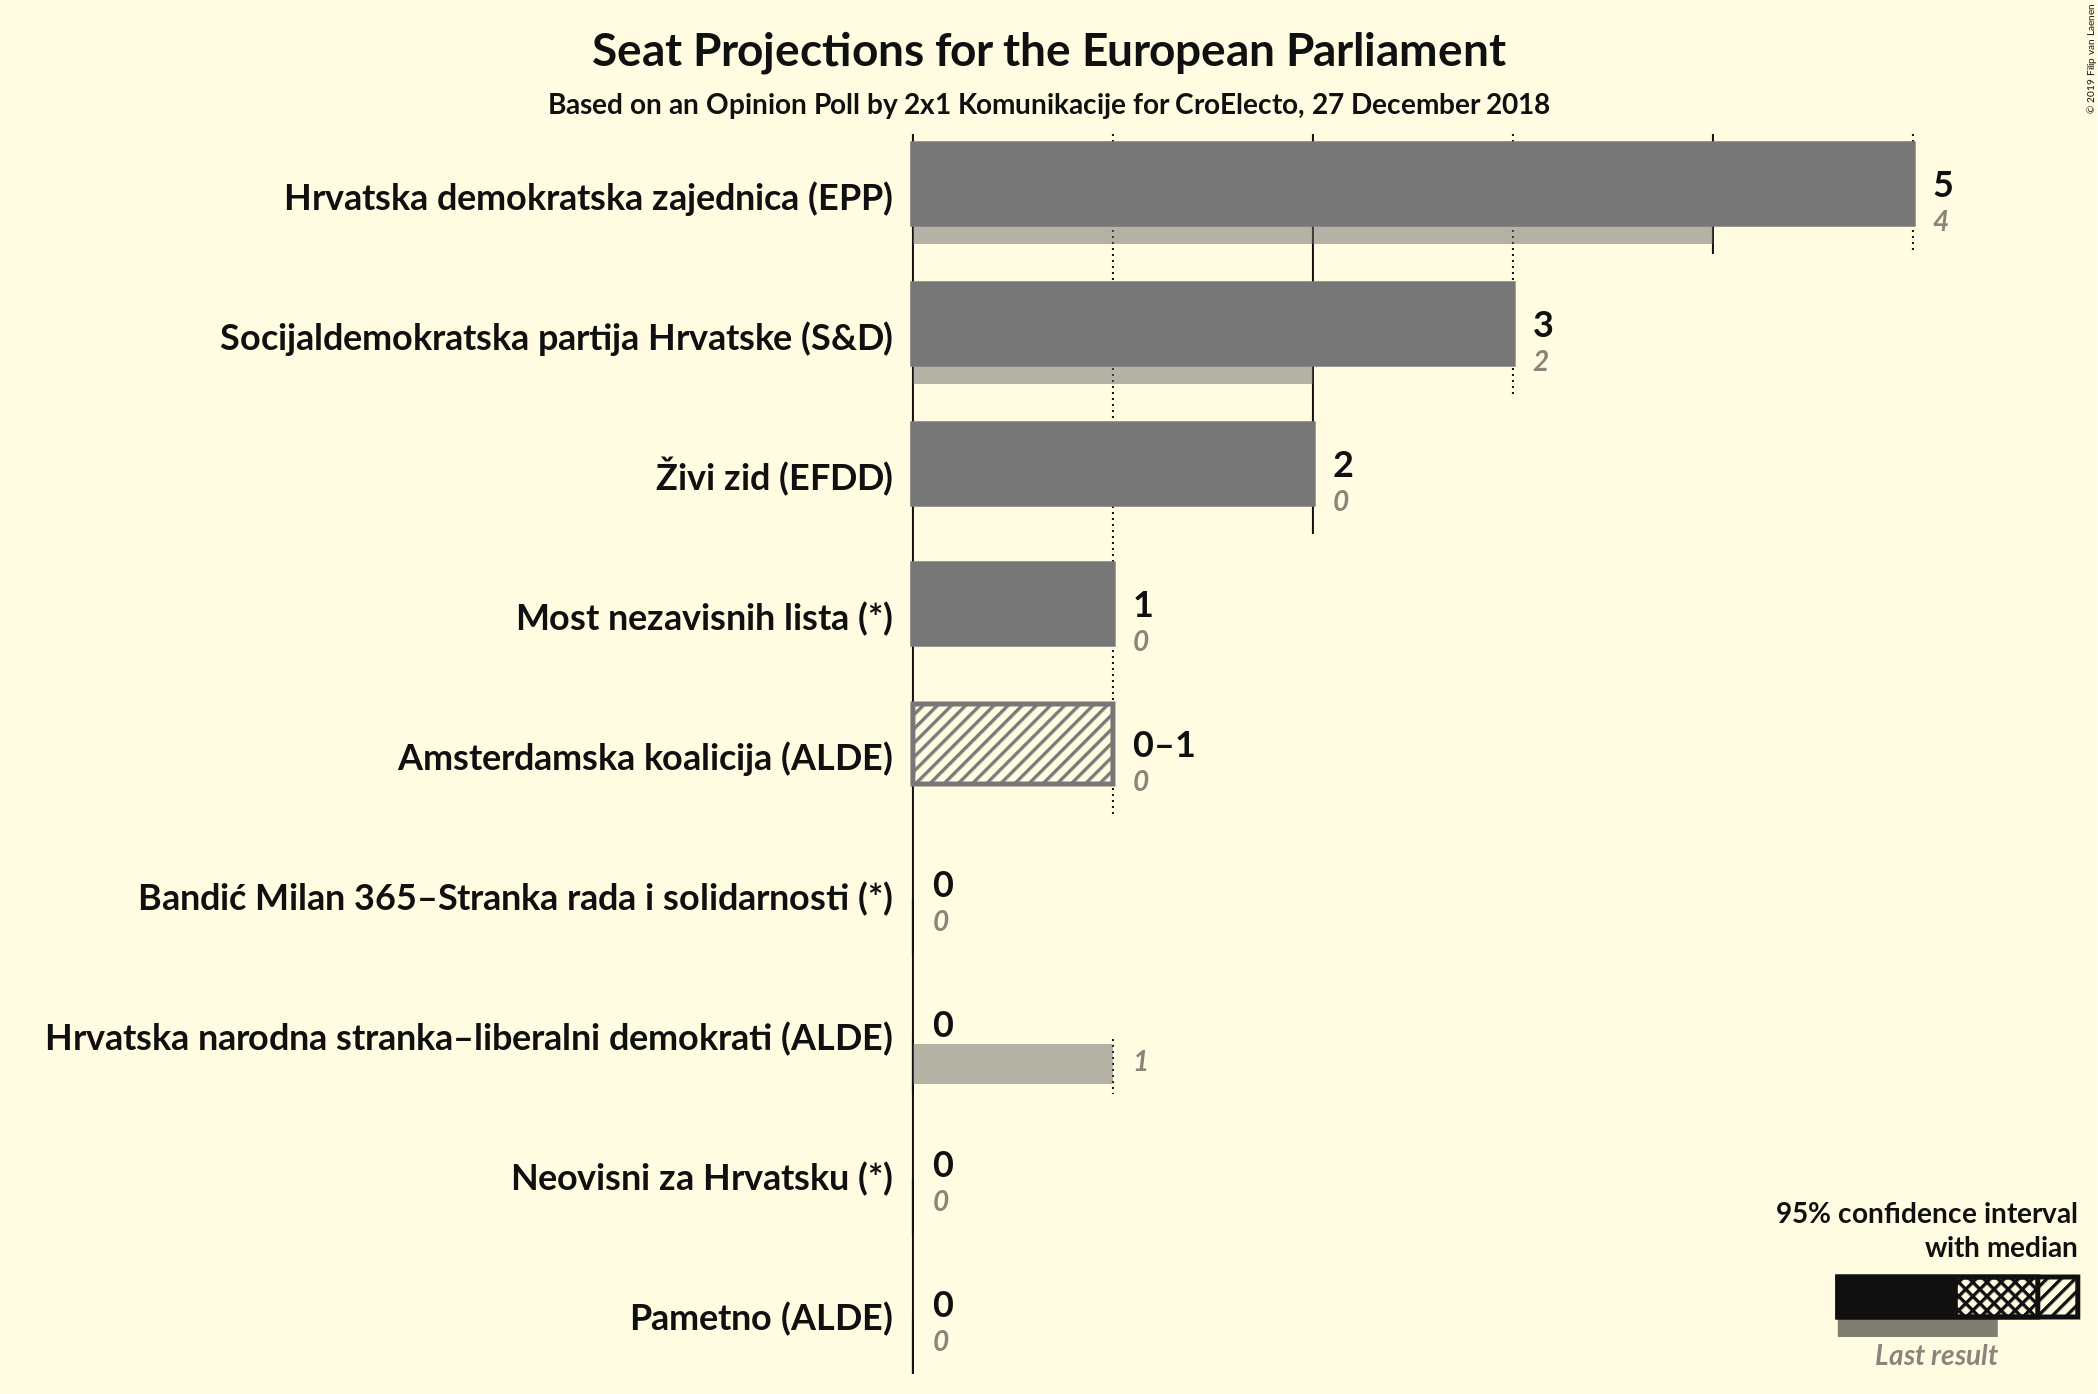 Seat Projections for the European Parliament
Based on an Opinion Poll by 2x1 Komunikacije for CroElecto, 27 December 2018
© 2019 Filip van Laenen
Hrvatska demokratska zajednica (EPP)
5
4
Socijaldemokratska partija Hrvatske (S&D)
3
2
Živi zid (EFDD)
2
0
Most nezavisnih lista (*)
1
0
Amsterdamska koalicija (ALDE)
0–1
0
Bandić Milan 365–Stranka rada i solidarnosti (*)
0
0
Hrvatska narodna stranka–liberalni demokrati (ALDE)
0
1
Neovisni za Hrvatsku (*)
0
0
Pametno (ALDE)
0
0
95% confidence interval
with median
Last result